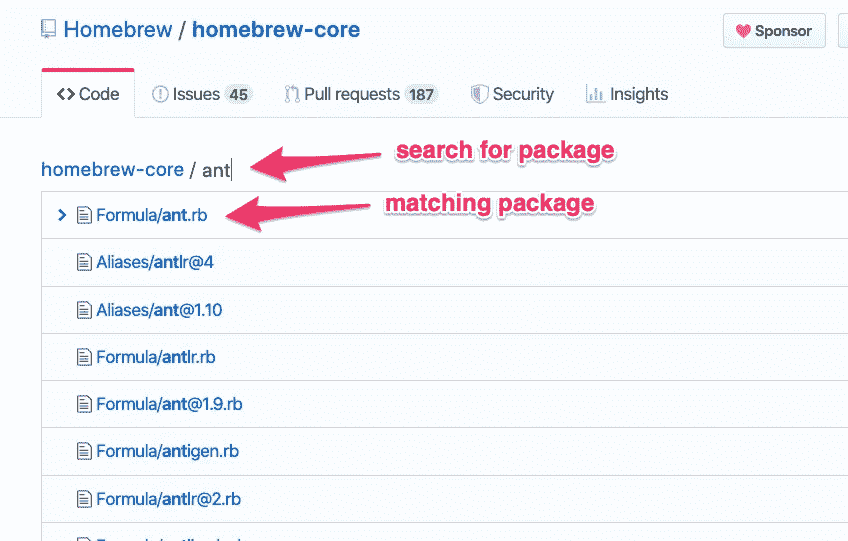 Homebrew / homebrew-core
Sponsor
Code Issues 45 Pull requests 187 Security Insights
search for package
homebrew-core / ant
matching package
Formula/ant.rb
Aliases/antlr@4
Aliases/ant@1.10
Formula/antlr.rb
Formula/ant@1.9.rb
Formula/antigen.rb
Formula/antlr@2.rb